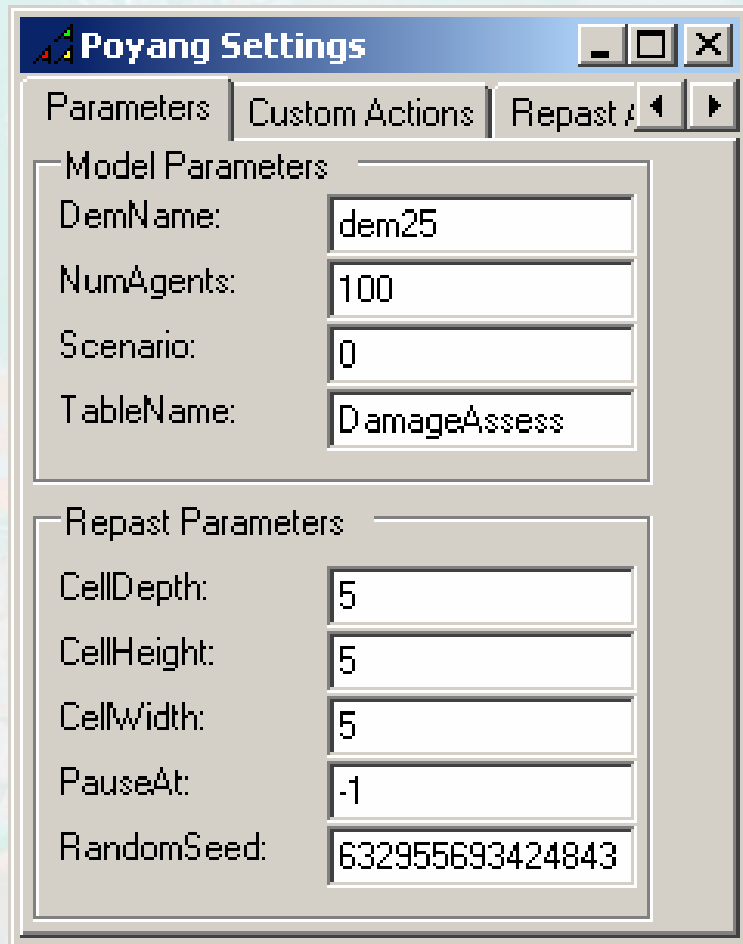 Poyang Settings
Parameters Custom Actions Repast
Model Parameters
DemName: dem25
NumAgents: 100
Scenario: 0
TableName: DamageAssess
Repast Parameters
CellDepth: 5
CellHeight: 5
CellWidth: 5
PauseAt: -1
RandomSeed: 632955693424843